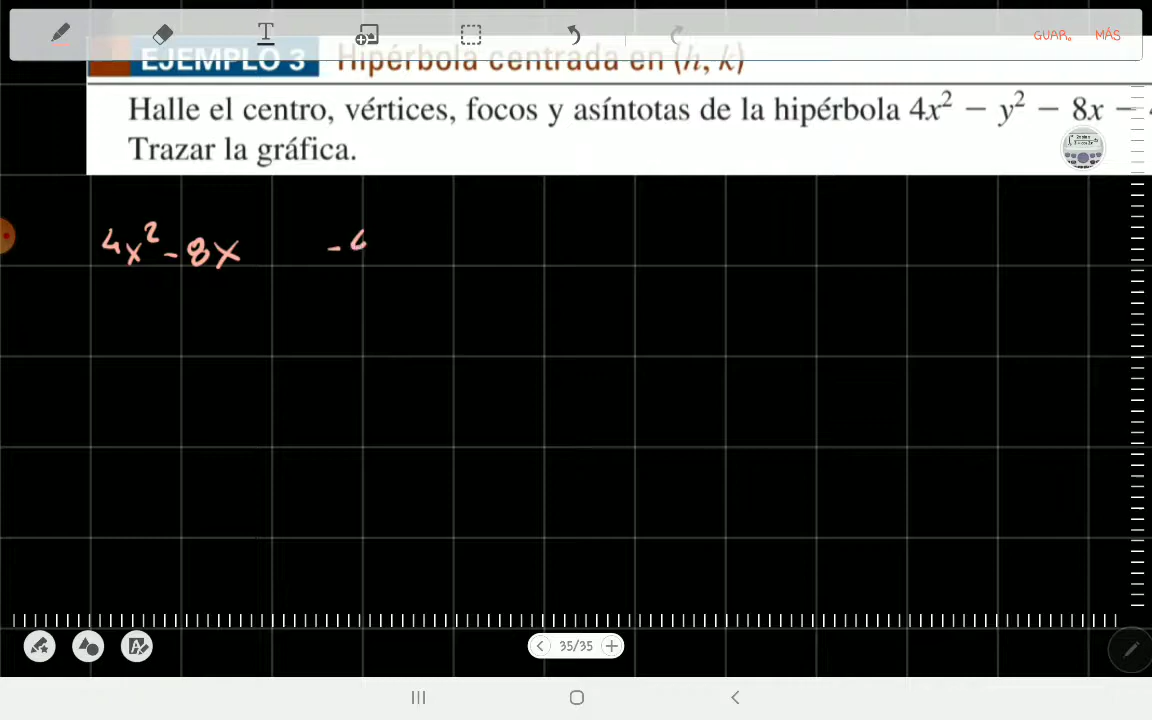 T GUAR. MÁS
EJEMPLO 3 Hipérbola centrada en (h, k)
Halle el centro, vértices, focos y asíntotas de la hipérbola 4x² − y² − 8x −
Trazar la gráfica.
4x² - 8x
35/35